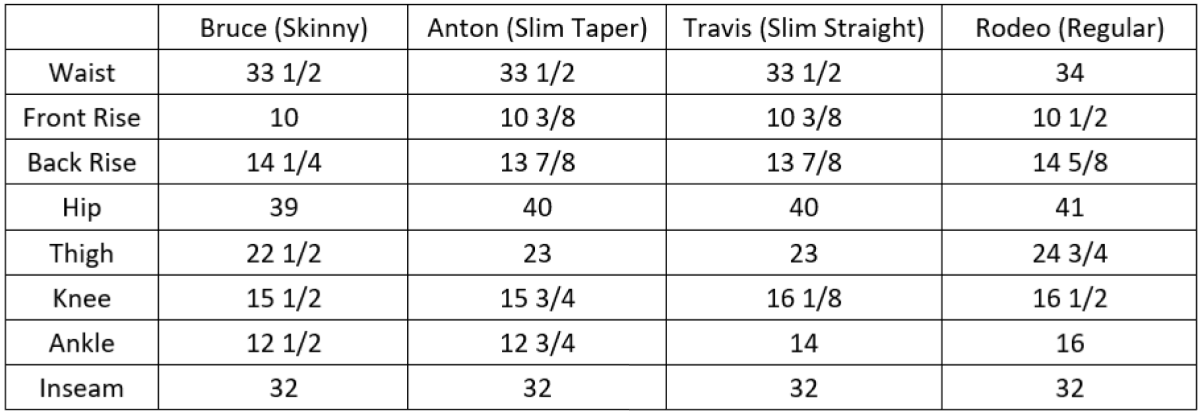 Bruce (Skinny) Anton (Slim Taper) Travis (Slim Straight) Rodeo (Regular)
Waist 33 1/2 33 1/2 33 1/2 34
Front Rise 10 10 3/8 10 3/8 10 1/2
Back Rise 14 1/4 13 7/8 13 7/8 14 5/8
Hip 39 40 40 41
Thigh 22 1/2 23 23 24 3/4
Knee 15 1/2 15 3/4 16 1/8 16 1/2
Ankle 12 1/2 12 3/4 14 16
Inseam 32 32 32 32